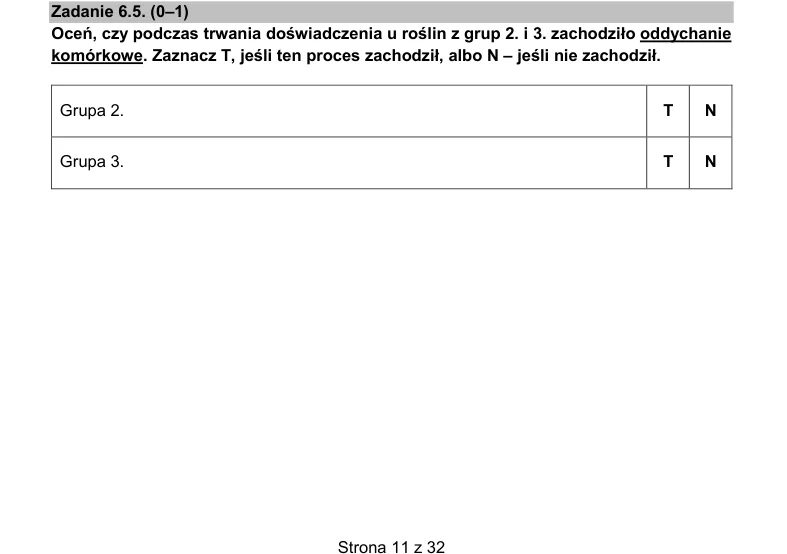 Zadanie 6.5. (0–1)
Oceń, czy podczas trwania doświadczenia u roślin z grup 2. i 3. zachodziło oddychanie
komórkowe. Zaznacz T, jeśli ten proces zachodził, albo N – jeśli nie zachodził.
Grupa 2. T N
Grupa 3. T N
Strona 11 z 32